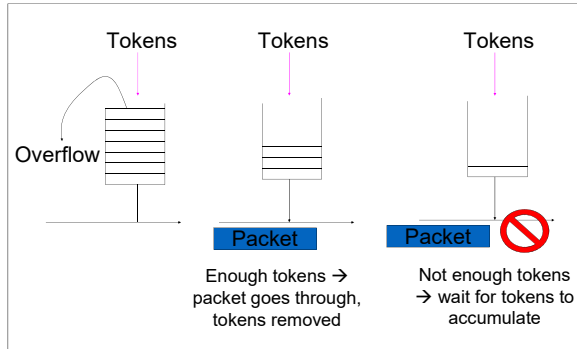 Tokens
Tokens
Tokens
Overflow
Packet
Packet
Enough tokens →
packet goes through,
tokens removed
Not enough tokens
→ wait for tokens to
accumulate